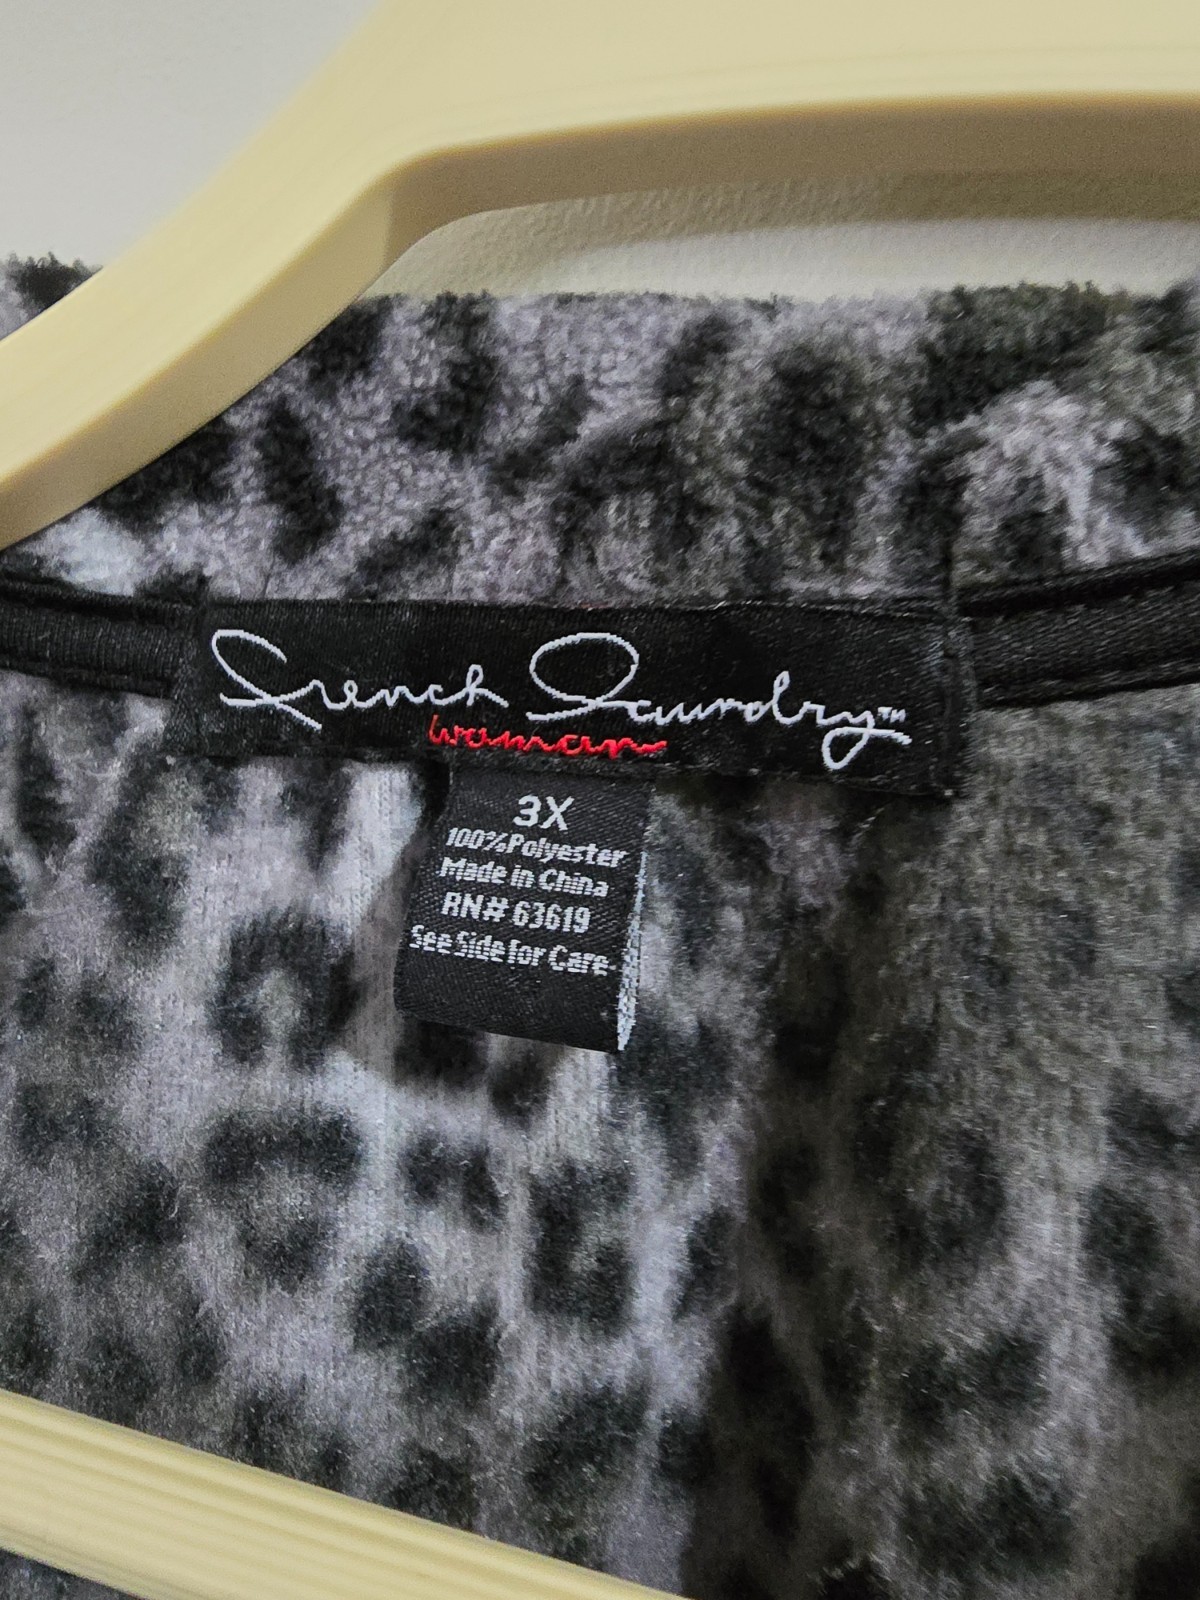 French Laundry™
woman
3X
100%Polyester
Made in China
RN# 63619
See Side for Care